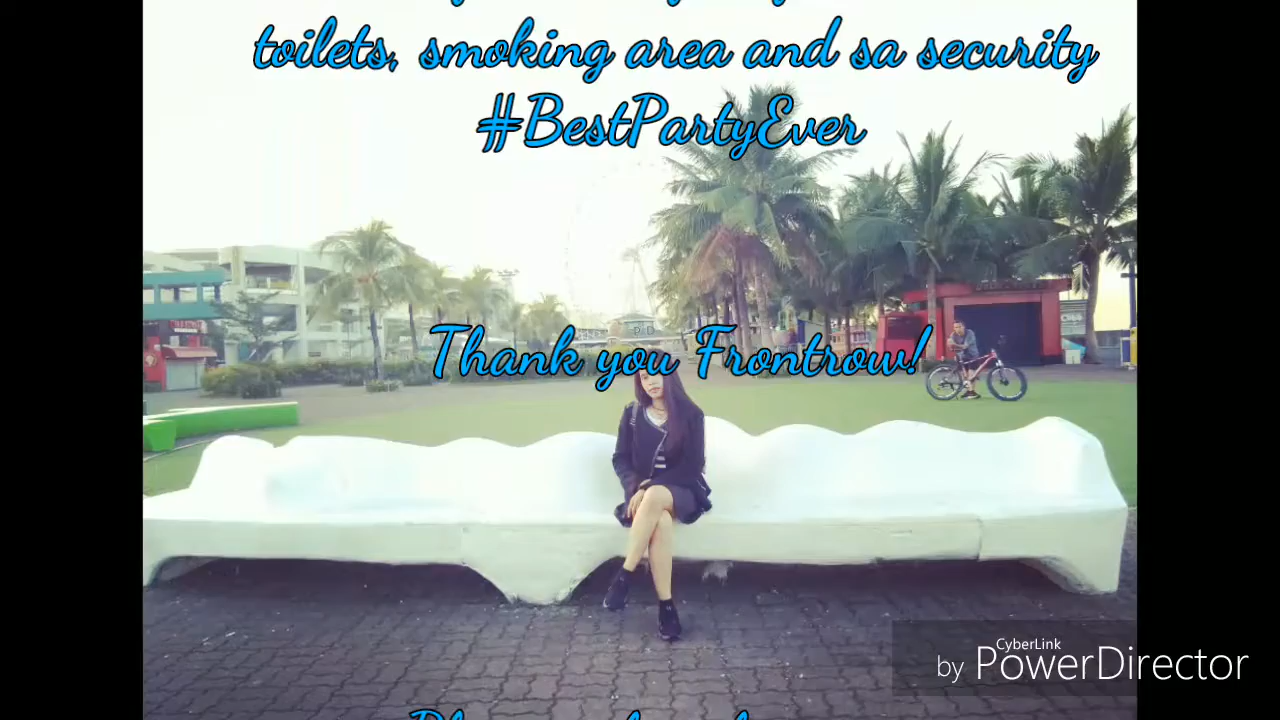 toilets, smoking area and sa security
#BestPartyEver
Thank you Frontrow!
CyberLink
by PowerDirector